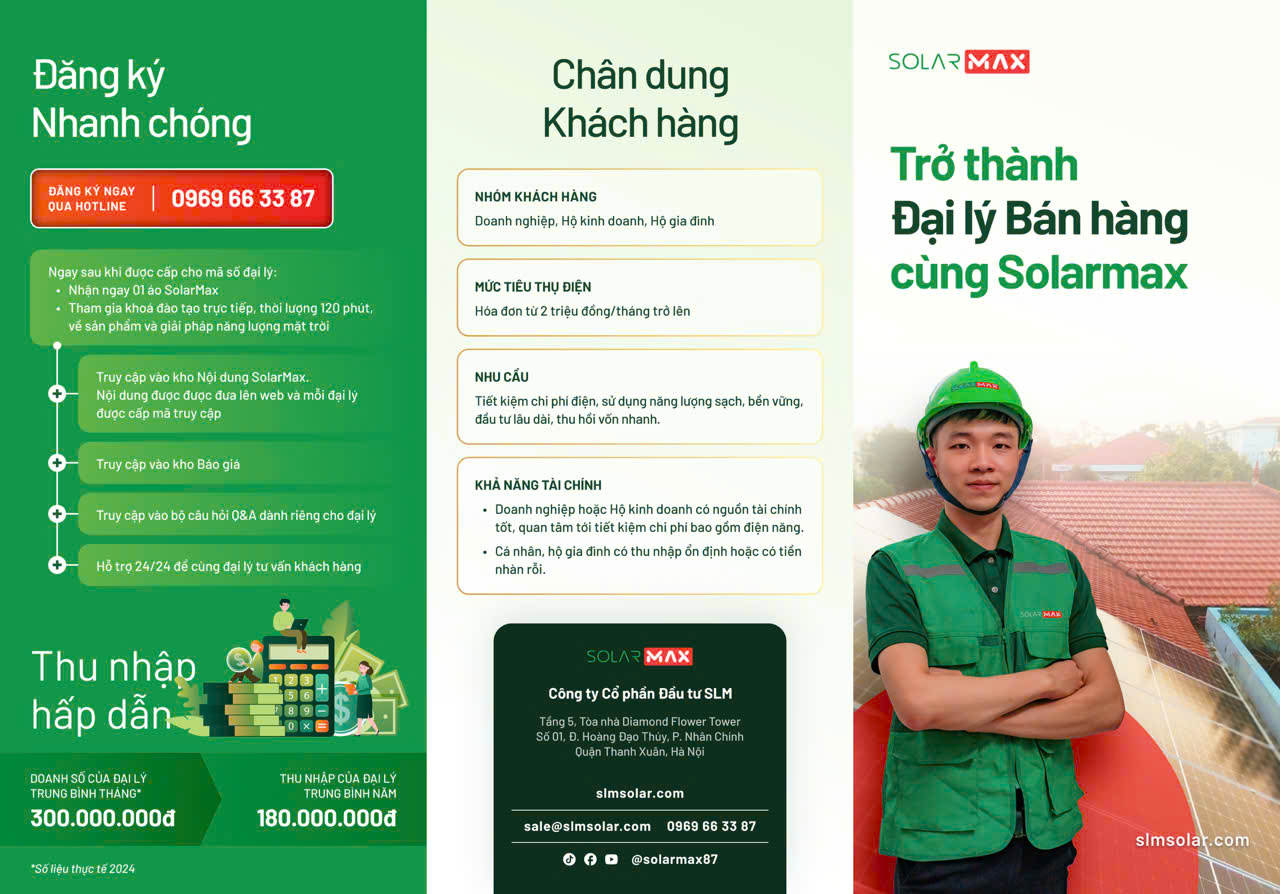 Đăng ký
Nhanh chóng
ĐĂNG KÝ NGAY
QUA HOTLINE
0969 66 33 87
Ngay sau khi được cấp cho mã số đại lý:
• Nhận ngay 01 áo SolarMax
• Tham gia khoá đào tạo trực tiếp, thời lượng 120 phút,
về sản phẩm và giải pháp năng lượng mặt trời
Truy cập vào kho Nội dung SolarMax.
Nội dung được được đưa lên web và mỗi đại lý
được cấp mã truy cập
Truy cập vào kho Báo giá
Truy cập vào bộ câu hỏi Q&A dành riêng cho đại lý
Hỗ trợ 24/24 để cùng đại lý tư vấn khách hàng
Thu nhập
hấp dẫn
DOANH SỐ CỦA ĐẠI LÝ
TRUNG BÌNH THÁNG*
300.000.000đ
THU NHẬP CỦA ĐẠI LÝ
TRUNG BÌNH NĂM
180.000.000đ
*Số liệu thực tế 2024
Chân dung
Khách hàng
NHÓM KHÁCH HÀNG
Doanh nghiệp, Hộ kinh doanh, Hộ gia đình
MỨC TIÊU THỤ ĐIỆN
Hóa đơn từ 2 triệu đồng/tháng trở lên
NHU CẦU
Tiết kiệm chi phí điện, sử dụng năng lượng sạch, bền vững,
đầu tư lâu dài, thu hồi vốn nhanh.
KHẢ NĂNG TÀI CHÍNH
• Doanh nghiệp hoặc Hộ kinh doanh có nguồn tài chính
tốt, quan tâm tới tiết kiệm chi phí bao gồm điện năng.
• Cá nhân, hộ gia đình có thu nhập ổn định hoặc có tiền
nhàn rỗi.
SOLAR MAX
Công ty Cổ phần Đầu tư SLM
Tầng 5, Tòa nhà Diamond Flower Tower
Số 01, Đ. Hoàng Đạo Thúy, P. Nhân Chính
Quận Thanh Xuân, Hà Nội
slmsolar.com
sale@slmsolar.com 0969 66 33 87
@solarmax87
SOLAR MAX
Trở thành
Đại lý Bán hàng
cùng Solarmax
SOLAR MAX
SOLAR MAX
slmsolar.com